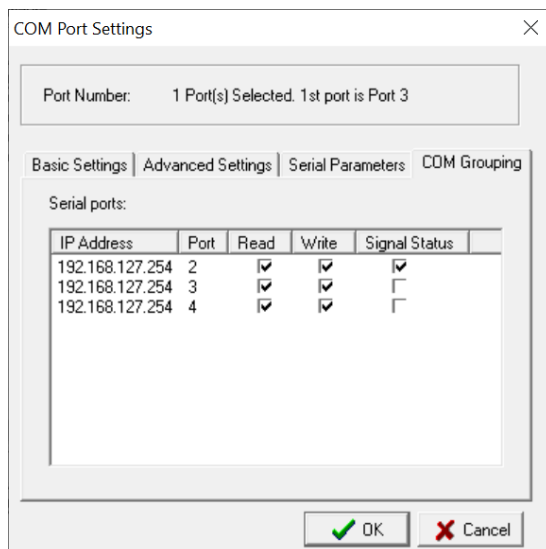 COM Port Settings
Port Number: 1 Port(s) Selected. 1st port is Port 3
Basic Settings Advanced Settings Serial Parameters COM Grouping
Serial ports:
IP Address Port Read Write Signal Status
192.168.127.254 2
192.168.127.254 3
192.168.127.254 4
OK Cancel